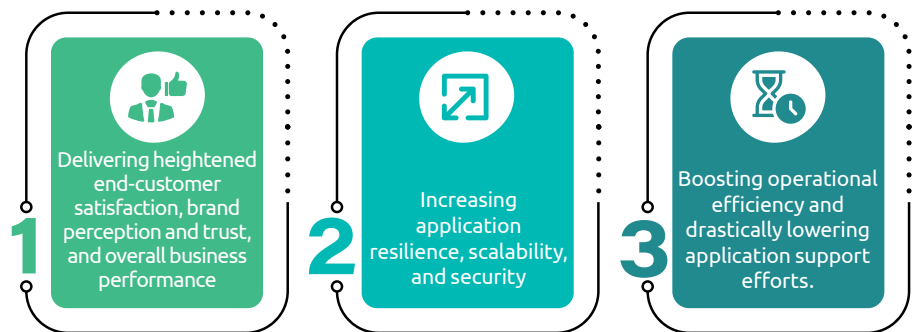 1
Delivering heightened
end-customer
satisfaction, brand
perception and trust,
and overall business
performance
2
Increasing
application
resilience, scalability,
and security
3
Boosting operational
efficiency and
drastically lowering
application support
efforts.